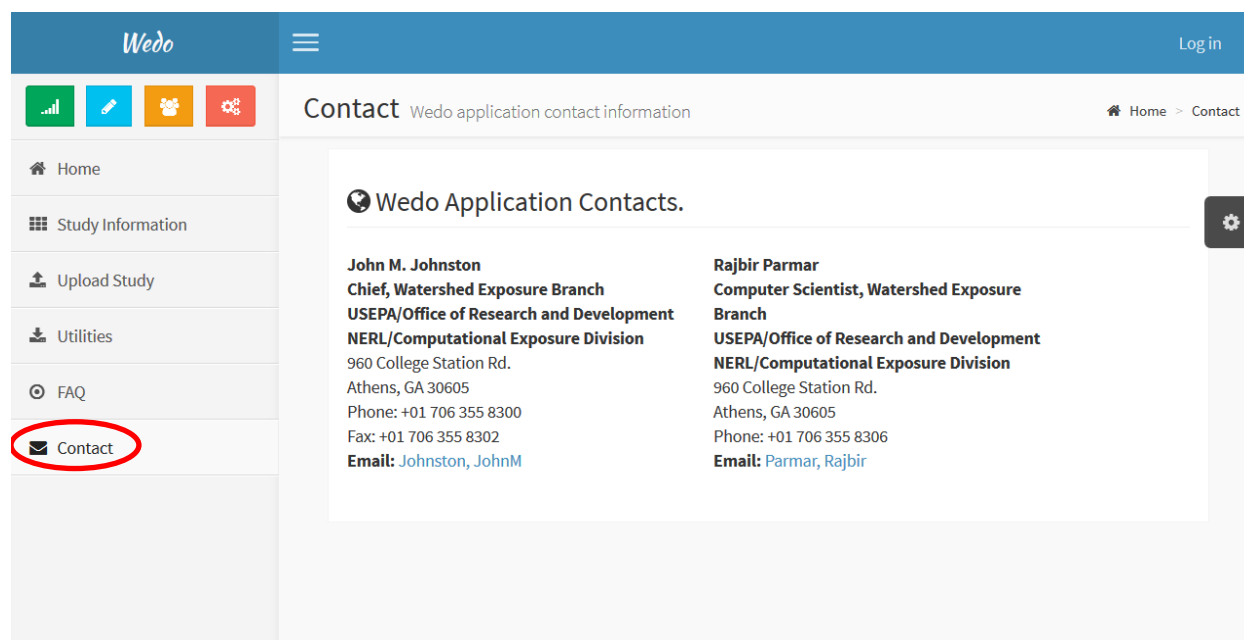 Wedo
Log in
Contact Wedo application contact information
Home > Contact
Home
Study Information
Upload Study
Utilities
FAQ
Contact
Wedo Application Contacts.
John M. Johnston
Chief, Watershed Exposure Branch
USEPA/Office of Research and Development
NERL/Computational Exposure Division
960 College Station Rd.
Athens, GA 30605
Phone: +01 706 355 8300
Fax: +01 706 355 8302
Email: Johnston, JohnM
Rajbir Parmar
Computer Scientist, Watershed Exposure
Branch
USEPA/Office of Research and Development
NERL/Computational Exposure Division
960 College Station Rd.
Athens, GA 30605
Phone: +01 706 355 8306
Email: Parmar, Rajbir